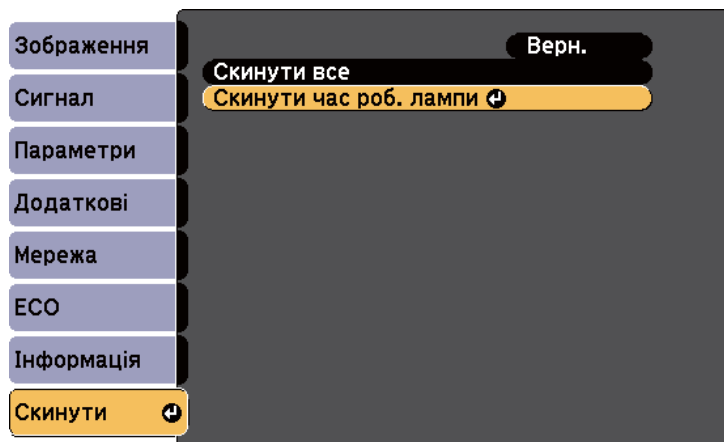 Зображення
Сигнал
Параметри
Додаткові
Мережа
ECO
Інформація
Скинути
Верн.
Скинути все
Скинути час роб. лампи